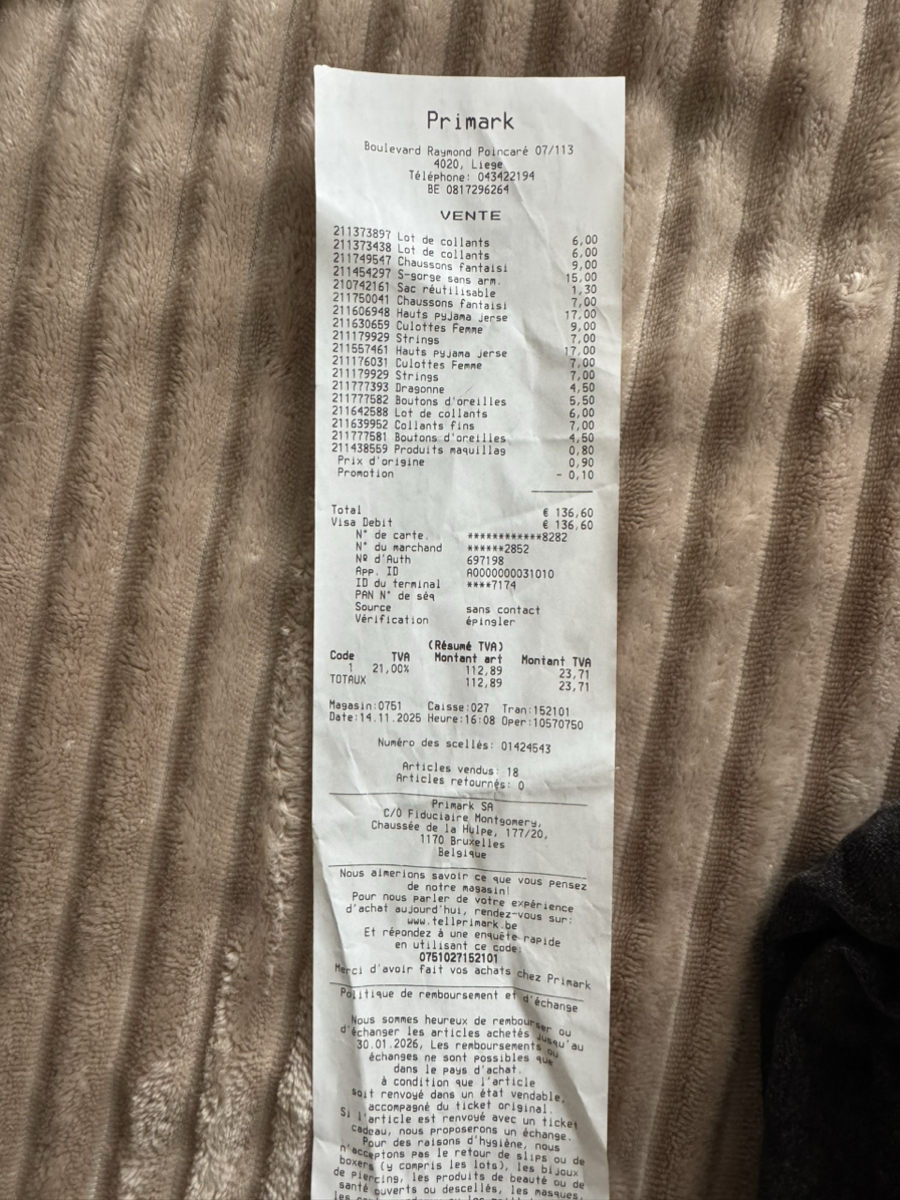 Primark
Boulevard Raymond Poincaré 07/113
4020, Liege
Téléphone: 043422194
BE 0817296264
VENTE
211373897 Lot de collants 6,00
211373438 Lot de collants 6,00
211749547 Chaussons fantaisi 9,00
211454297 S-gorge sans arm. 15,00
210742161 Sac réutilisable 1,30
211750041 Chaussons fantaisi 7,00
211606948 Hauts pyjama jerse 17,00
211630659 Culottes Femme 9,00
211179929 Strings 7,00
211557461 Hauts pyjama jerse 17,00
211176031 Culottes Femme 7,00
211179929 Strings 7,00
211777393 Dragonne 4,50
211777582 Boutons d'oreilles 5,50
211642588 Lot de collants 6,00
211639952 Collants fins 7,00
211777581 Boutons d'oreilles 4,50
211438559 Produits maquillag 0,80
Prix d'origine 0,90
Promotion - 0,10
Total € 136,60
Visa Debit € 136,60
N° de carte. ************8282
N° du marchand ******2852
Nº d'Auth 697198
App. ID A0000000031010
ID du terminal ****7174
PAN N° de séq
Source sans contact
Vérification épingler
(Résumé TVA)
Code TVA Montant art Montant TVA
1 21,00% 112,89 23,71
TOTAUX 112,89 23,71
Magasin:0751 Caisse:027 Tran:152101
Date:14.11.2025 Heure:16:08 Oper:10570750
Numéro des scellés: 01424543
Articles vendus: 18
Articles retournés: 0
Primark SA
C/O Fiduciaire Montgomery,
Chaussée de la Hulpe, 177/20,
1170 Bruxelles
Belgique
Nous aimerions savoir ce que vous pensez
de notre magasin!
Pour nous parler de votre expérience
d'achat aujourd'hui, rendez-vous sur:
www.tellprimark.be
Et répondez à une enquête rapide
en utilisant ce code:
0751027152101
Merci d'avoir fait vos achats chez Primark
Politique de remboursement et d'échange
Nous sommes heureux de rembourser ou
d'échanger les articles achetés jusqu'au
30.01.2026, Les remboursements ou
échanges ne sont possibles que
dans le pays d'achat.
à condition que l'article
soit renvoyé dans un état vendable,
accompagné du ticket original.
Si l'article est renvoyé avec un ticket
cadeau, nous proposerons un échange.
Pour des raisons d'hygiène, nous
n'acceptons pas le retour de slips ou de
boxers (y compris les lots), les bijoux
de piercing, les produits de beauté ou de
santé ouverts ou descellés, les masques,